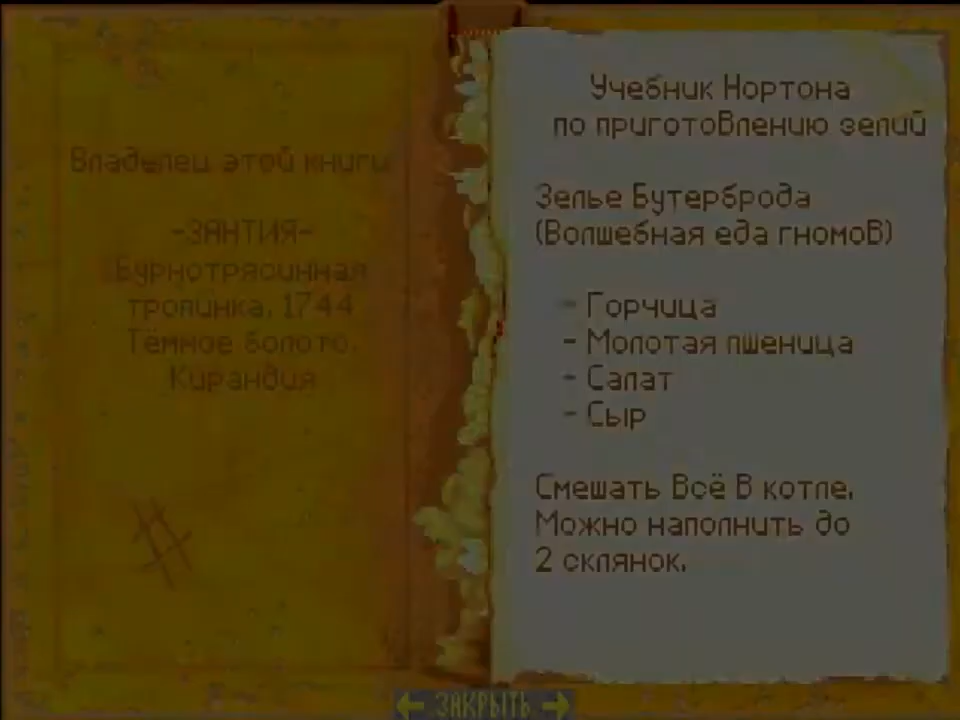 Владелец этой книги
-ЗАНТИЯ-
Бурнотрясинная
тропинка, 1744
Тёмное болото,
Кирандия
Учебник Нортона
по приготовлению зелий
Зелье Бутерброда
(Волшебная еда гномов)
- Горчица
- Молотая пшеница
- Салат
- Сыр
Смешать всё в котле.
Можно наполнить до
2 склянок.
ЗАКРЫТЬ